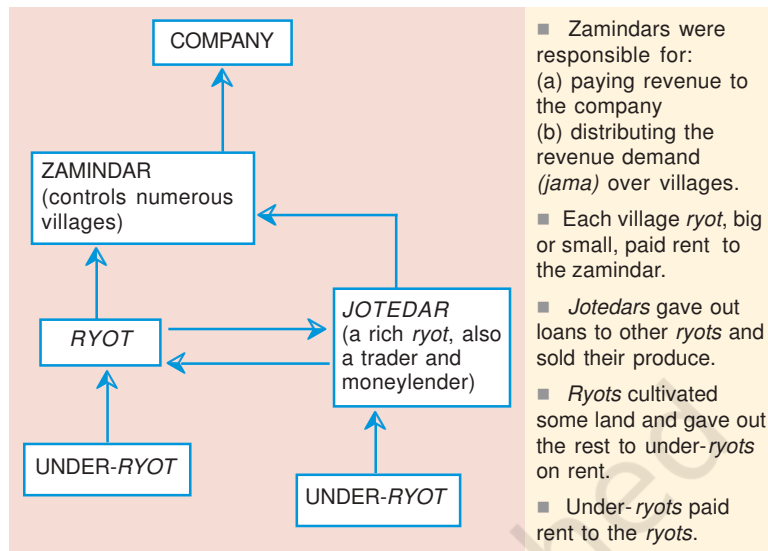 COMPANY
ZAMINDAR
(controls numerous
villages)
RYOT
JOTEDAR
(a rich ryot, also
a trader and
moneylender)
UNDER-RYOT
UNDER-RYOT
■ Zamindars were
responsible for:
(a) paying revenue to
the company
(b) distributing the
revenue demand
(jama) over villages.
■ Each village ryot, big
or small, paid rent to
the zamindar.
■ Jotedars gave out
loans to other ryots and
sold their produce.
■ Ryots cultivated
some land and gave out
the rest to under-ryots
on rent.
■ Under-ryots paid
rent to the ryots.